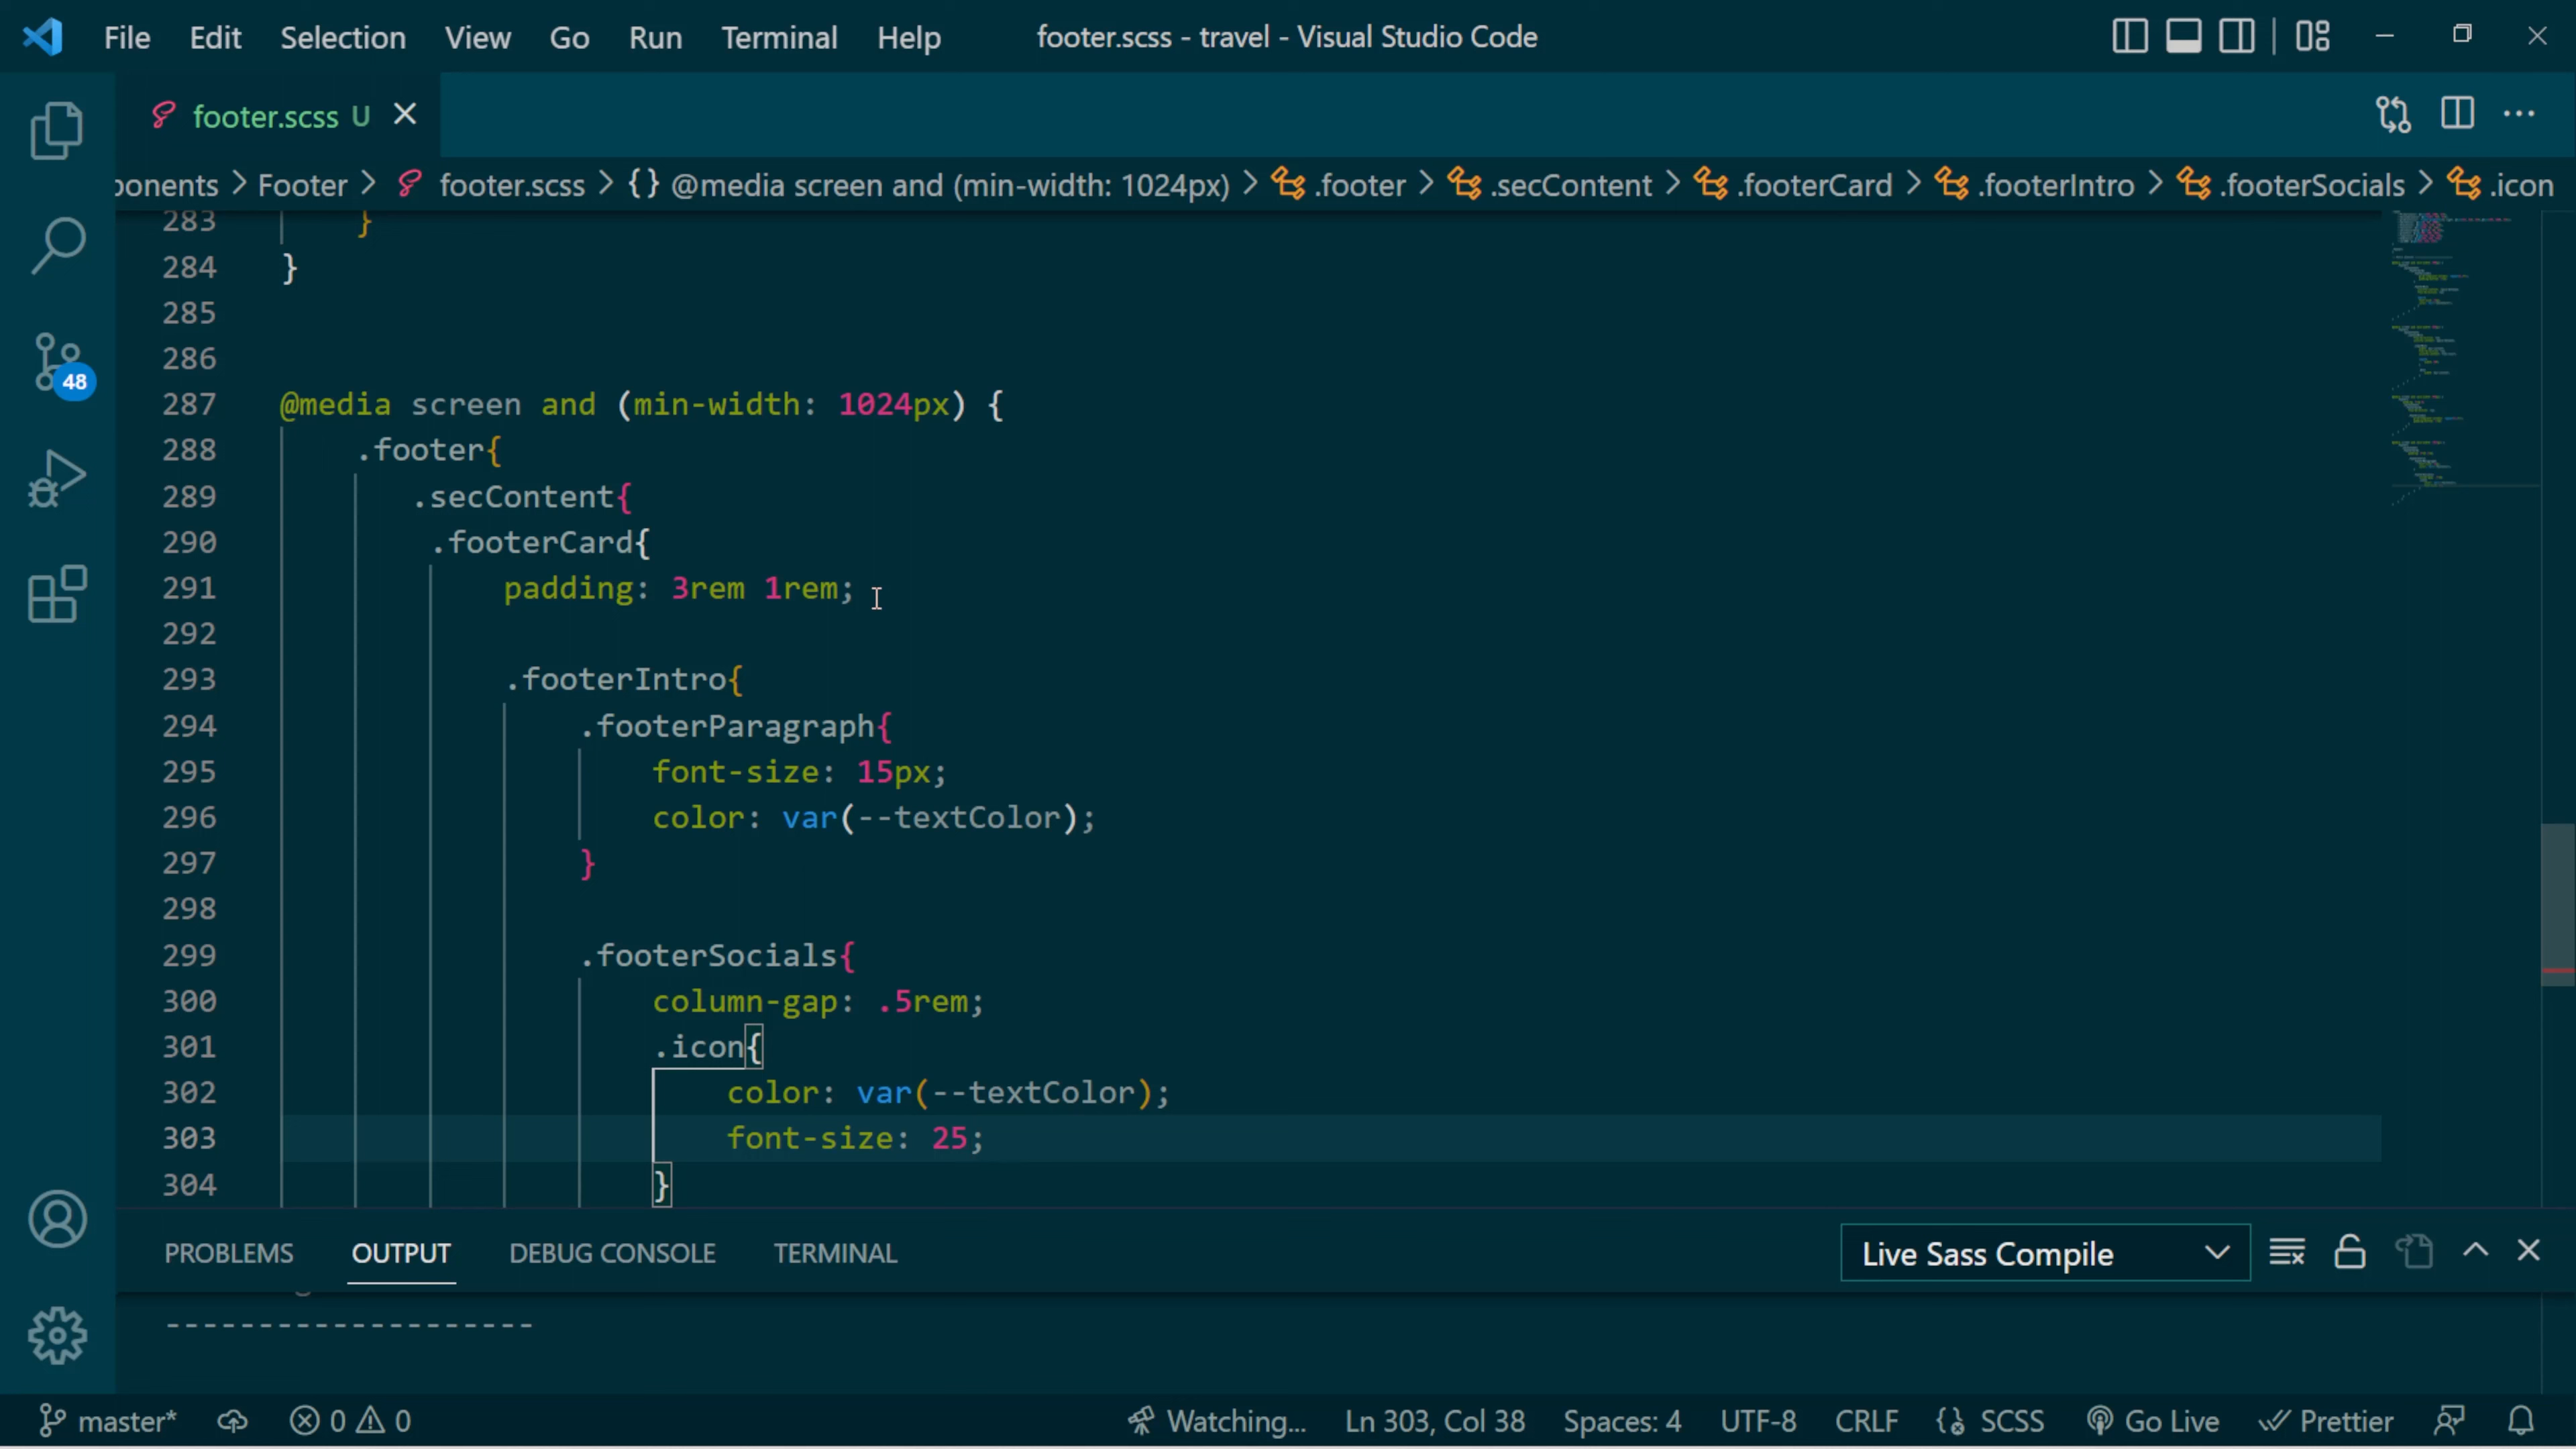 File Edit Selection View Go Run Terminal Help footer.scss - travel - Visual Studio Code
footer.scss U
ponents > Footer > footer.scss > {} @media screen and (min-width: 1024px) > .footer > .secContent > .footerCard > .footerIntro > .footerSocials > .icon
283 }
284 }
285
286
287 @media screen and (min-width: 1024px) {
288 .footer{
289 .secContent{
290 .footerCard{
291 padding: 3rem 1rem;
292
293 .footerIntro{
294 .footerParagraph{
295 font-size: 15px;
296 color: var(--textColor);
297 }
298
299 .footerSocials{
300 column-gap: .5rem;
301 .icon{
302 color: var(--textColor);
303 font-size: 25;
304 }
48
PROBLEMS OUTPUT DEBUG CONSOLE TERMINAL Live Sass Compile
--------------------
master* 0 0 Watching... Ln 303, Col 38 Spaces: 4 UTF-8 CRLF {} SCSS Go Live Prettier